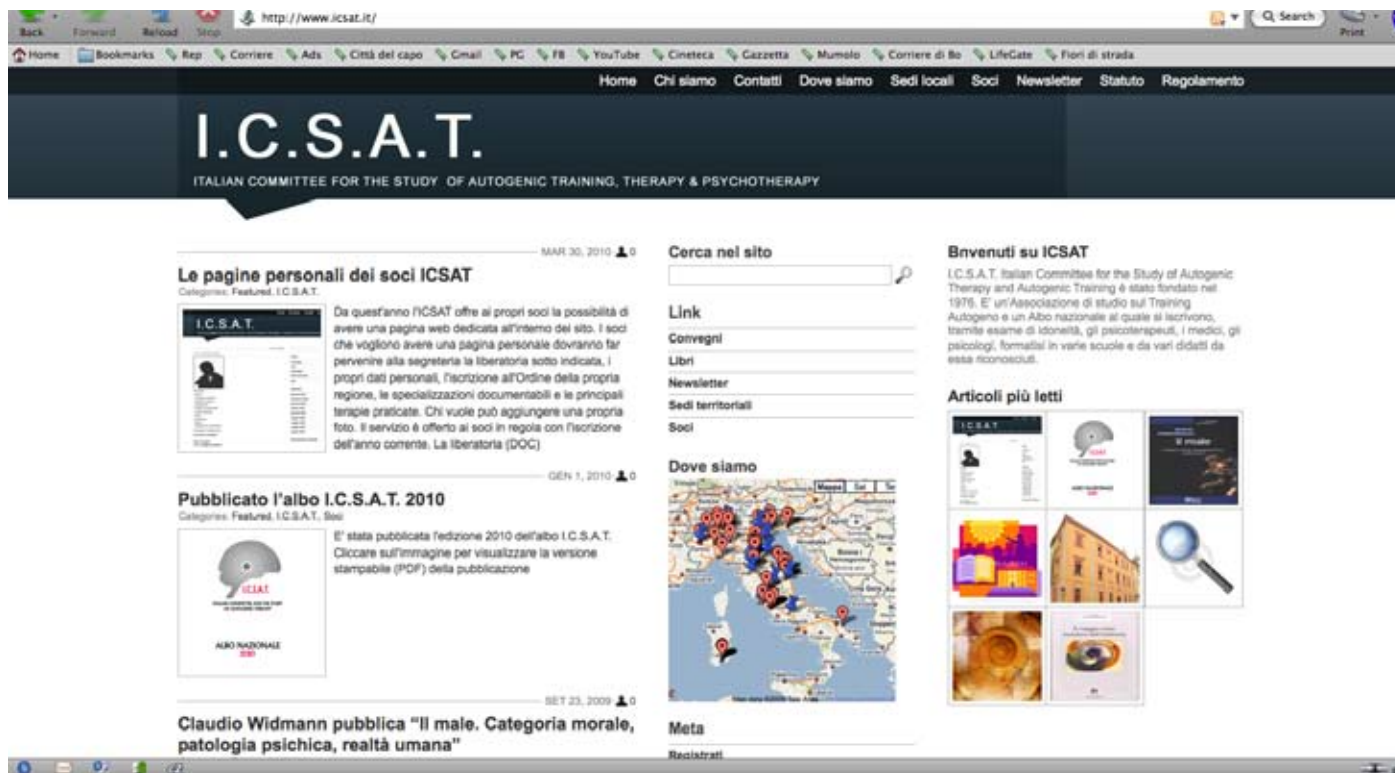 http://www.icsat.it/
Search
Back Forward Reload Stop
Print
Home Bookmarks Rep Corriere Ads Città del capo Gmail PG FB YouTube Cineteca Gazzetta Mumolo Corriere di Bo LifeGate Fiori di strada
Home Chi siamo Contatti Dove siamo Sedi locali Soci Newsletter Statuto Regolamento
I.C.S.A.T.
ITALIAN COMMITTEE FOR THE STUDY OF AUTOGENIC TRAINING, THERAPY & PSYCHOTHERAPY
MAR 30, 2010 0
Le pagine personali dei soci ICSAT
Categories: Featured, I.C.S.A.T.
I.C.S.A.T.
Da quest'anno l'ICSAT offre ai propri soci la possibilità di
avere una pagina web dedicata all'interno del sito. I soci
che vogliono avere una pagina personale dovranno far
pervenire alla segreteria la liberatoria sotto indicata, i
propri dati personali, l'iscrizione all'Ordine della propria
regione, le specializzazioni documentabili e le principali
terapie praticate. Chi vuole può aggiungere una propria
foto. Il servizio è offerto ai soci in regola con l'iscrizione
dell'anno corrente. La liberatoria (DOC)
GEN 1, 2010 0
Pubblicato l'albo I.C.S.A.T. 2010
Categories: Featured, I.C.S.A.T., Soci
E' stata pubblicata l'edizione 2010 dell'albo I.C.S.A.T.
Cliccare sull'immagine per visualizzare la versione
stampabile (PDF) della pubblicazione
I.C.S.A.T.
ALBO NAZIONALE
2010
SET 23, 2009 0
Claudio Widmann pubblica “Il male. Categoria morale,
patologia psichica, realtà umana”
Cerca nel sito
Link
Convegni
Libri
Newsletter
Sedi territoriali
Soci
Dove siamo
Mappa Sat
Meta
Registrati
Bnvenuti su ICSAT
I.C.S.A.T. Italian Committee for the Study of Autogenic
Therapy and Autogenic Training è stato fondato nel
1976. E' un'Associazione di studio sul Training
Autogeno e un Albo nazionale al quale si iscrivono,
tramite esame di idoneità, gli psicoterapeuti, i medici, gli
psicologi, formatisi in varie scuole e da vari didatti da
essa riconosciuti.
Articoli più letti
I.C.S.A.T.
Il male